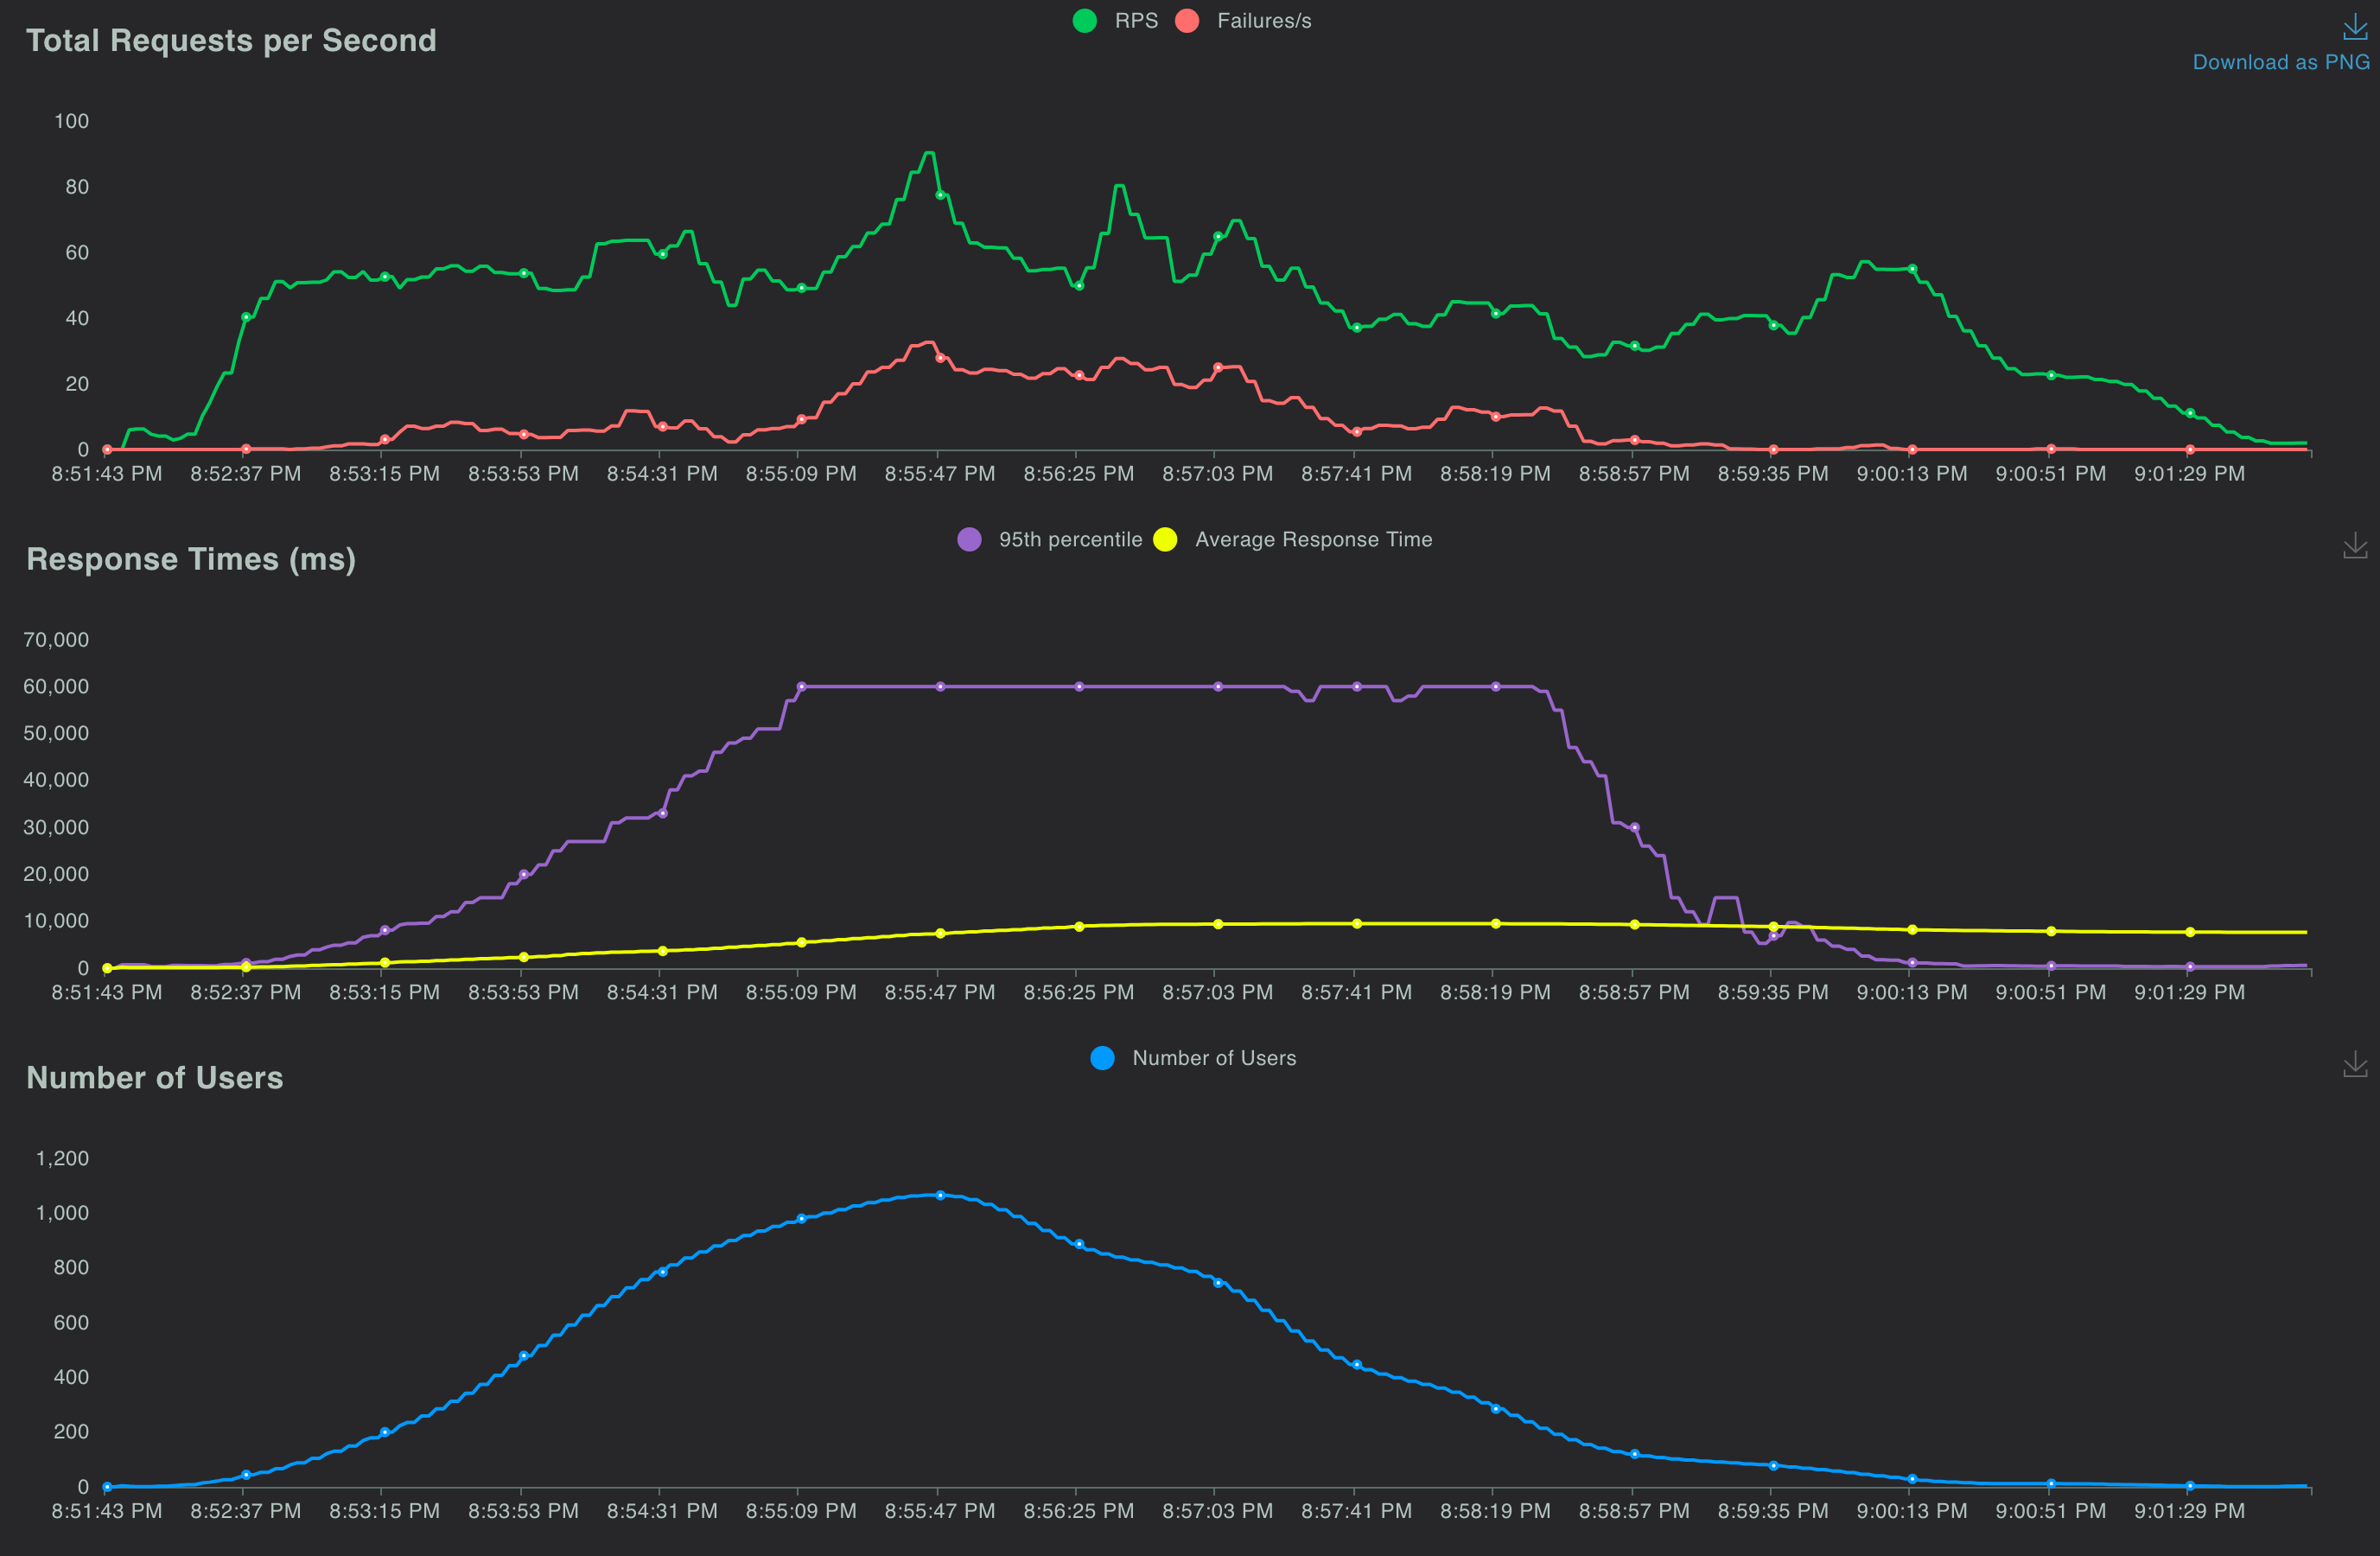 RPS Failures/s
Total Requests per Second
Download as PNG
100
80
60
40
20
0
8:51:43 PM 8:52:37 PM 8:53:15 PM 8:53:53 PM 8:54:31 PM 8:55:09 PM 8:55:47 PM 8:56:25 PM 8:57:03 PM 8:57:41 PM 8:58:19 PM 8:58:57 PM 8:59:35 PM 9:00:13 PM 9:00:51 PM 9:01:29 PM
95th percentile Average Response Time
Response Times (ms)
70,000
60,000
50,000
40,000
30,000
20,000
10,000
0
8:51:43 PM 8:52:37 PM 8:53:15 PM 8:53:53 PM 8:54:31 PM 8:55:09 PM 8:55:47 PM 8:56:25 PM 8:57:03 PM 8:57:41 PM 8:58:19 PM 8:58:57 PM 8:59:35 PM 9:00:13 PM 9:00:51 PM 9:01:29 PM
Number of Users
Number of Users
1,200
1,000
800
600
400
200
0
8:51:43 PM 8:52:37 PM 8:53:15 PM 8:53:53 PM 8:54:31 PM 8:55:09 PM 8:55:47 PM 8:56:25 PM 8:57:03 PM 8:57:41 PM 8:58:19 PM 8:58:57 PM 8:59:35 PM 9:00:13 PM 9:00:51 PM 9:01:29 PM